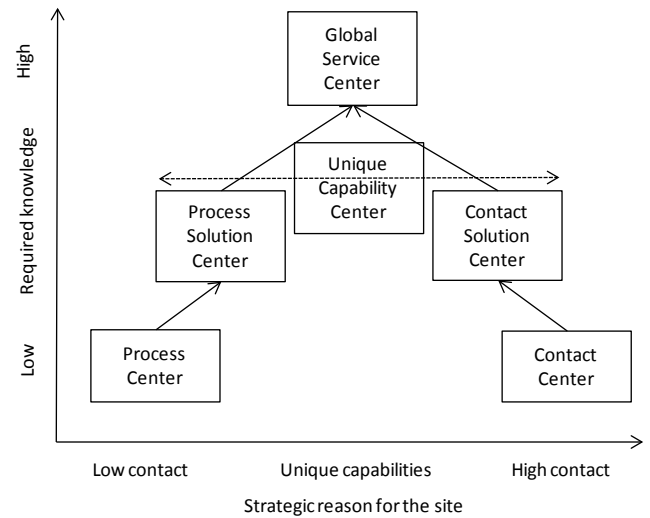 Global
Service
Center
High
Unique
Capability
Center
Required knowledge
Process
Solution
Center
Contact
Solution
Center
Low
Process
Center
Contact
Center
Low contact
Unique capabilities
High contact
Strategic reason for the site